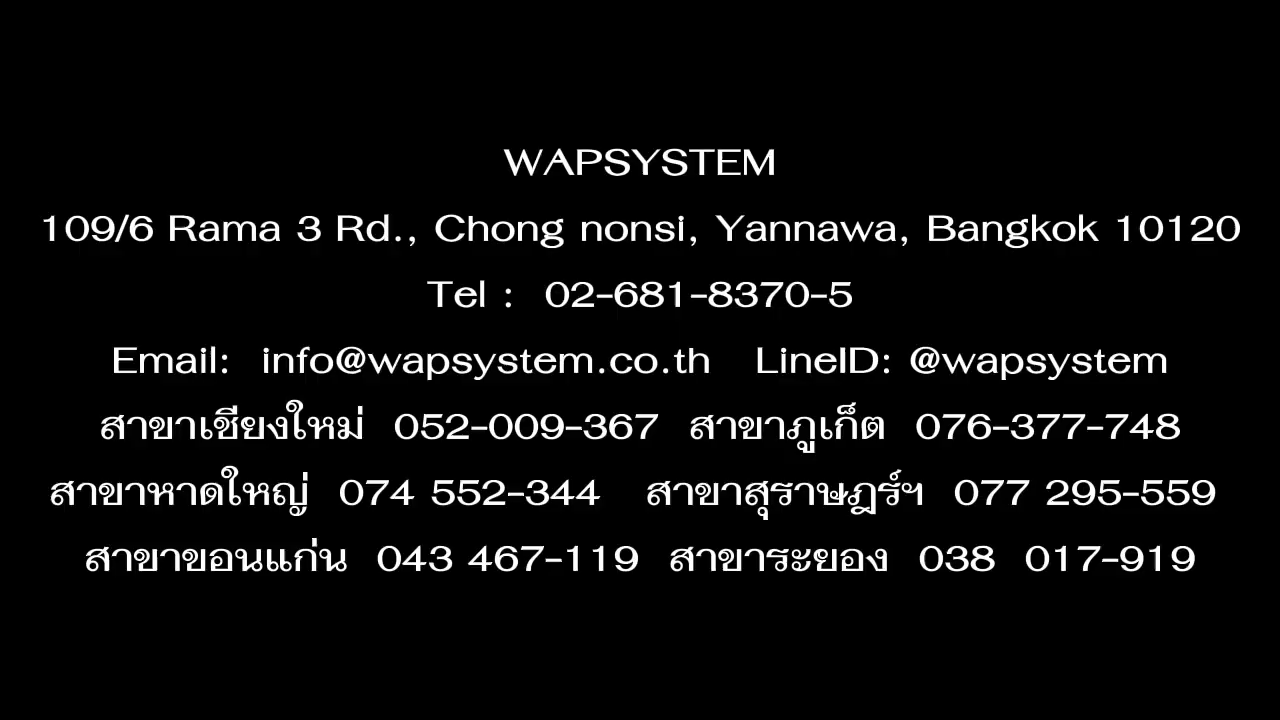 WAPSYSTEM
109/6 Rama 3 Rd., Chong nonsi, Yannawa, Bangkok 10120
Tel :  02-681-8370-5
Email:  info@wapsystem.co.th   LineID: @wapsystem
สาขาเชียงใหม่  052-009-367  สาขาภูเก็ต  076-377-748
สาขาหาดใหญ่  074 552-344   สาขาสุราษฎร์ฯ  077 295-559
สาขาขอนแก่น  043 467-119  สาขาระยอง  038  017-919